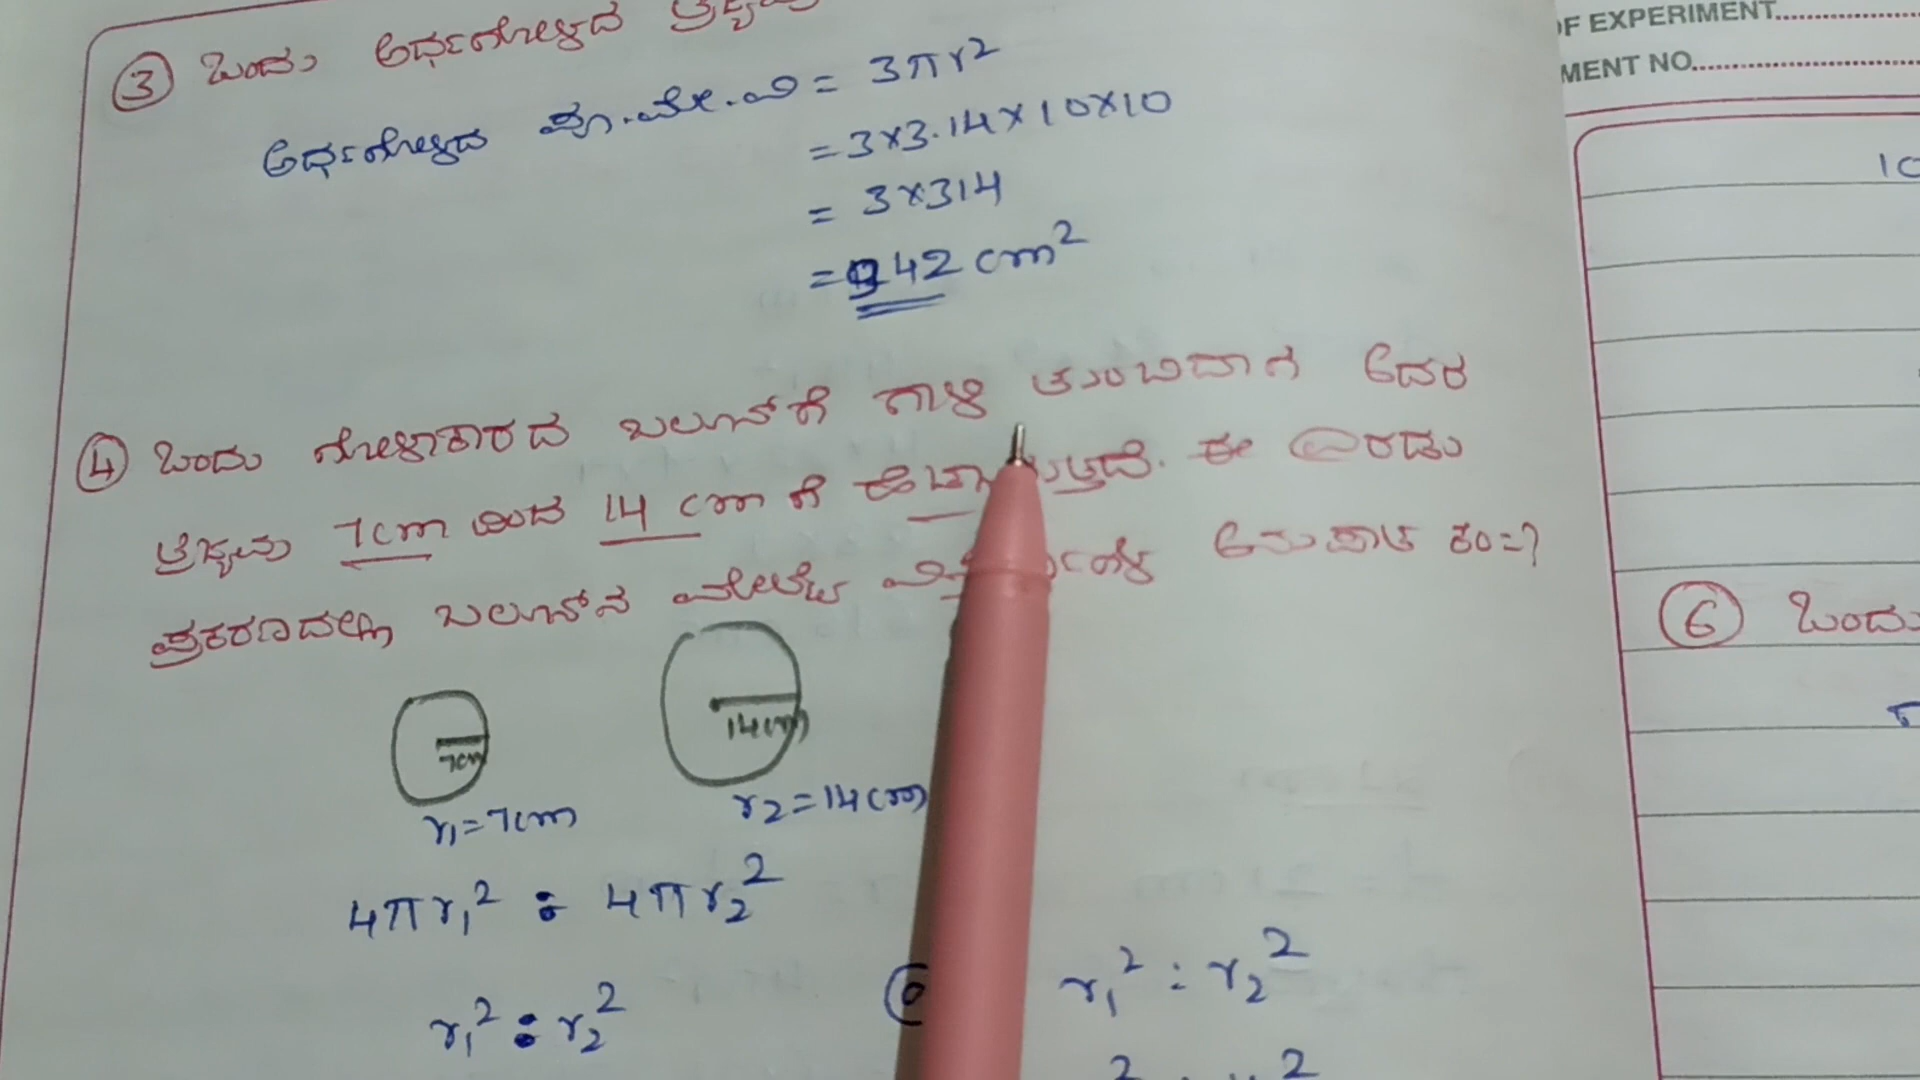 ③ ಒಂದು ಅರ್ಧಗೋಳದ
ಅರ್ಧಗೋಳದ ಪೂ.ಮೇ.ವಿ = 3πr²
= 3×3.14×10×10
= 3×314
= 942 cm²
④ ಒಂದು ಗೋಳಾಕಾರದ ಬಲೂನ್‌ಗೆ ಗಾಳಿ ತುಂಬಿದಾಗ ಅದರ
ತ್ರಿಜ್ಯವು 7cm ಇಂದ 14 cm ಗೆ ಈ ಎರಡು
ಪ್ರಕರಣದಲ್ಲಿ ಬಲೂನ್‌ನ ಮೇಲ್ಮೈ ಅನುಪಾತ ಕಂ=?
7cm
14cm
r₁=7cm
r₂=14cm
4πr₁² : 4πr₂²
r₁² : r₂²
r₁² : r₂²
OF EXPERIMENT
MENT NO.
⑥ ಒಂದು